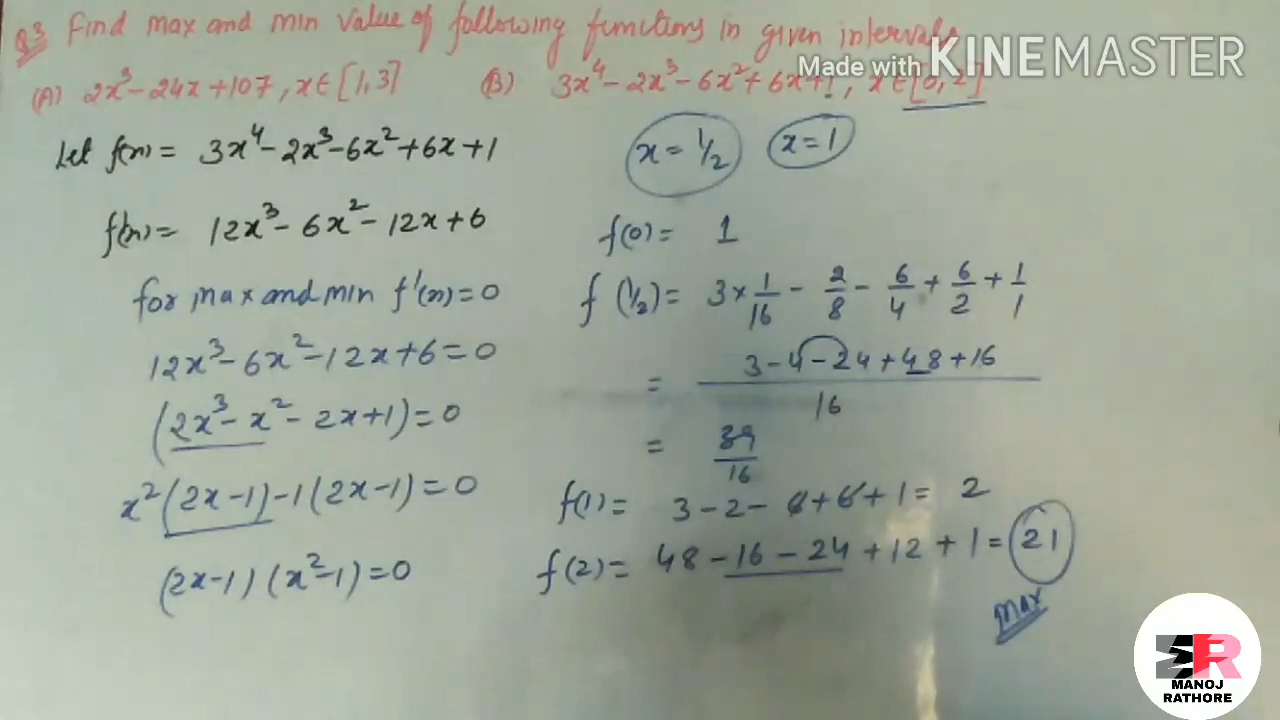 Q3 Find max and min value of following functions in given intervals
Made with KINEMASTER
(A) 2x³ - 24x + 107, x ∈ [1, 3] (B) 3x⁴ - 2x³ - 6x² + 6x + 1, x ∈ [0, 2]
Let f(x) = 3x⁴ - 2x³ - 6x² + 6x + 1
f'(x) = 12x³ - 6x² - 12x + 6
for max and min f'(x) = 0
12x³ - 6x² - 12x + 6 = 0
(2x³ - x² - 2x + 1) = 0
x²(2x - 1) - 1(2x - 1) = 0
(2x - 1) (x² - 1) = 0
x = 1/2 x = 1
f(0) = 1
f(1/2) = 3 × 1/16 - 2/8 - 6/4 + 6/2 + 1/1
= 3 - 4 - 24 + 48 + 16 / 16
= 39/16
f(1) = 3 - 2 - 6 + 6 + 1 = 2
f(2) = 48 - 16 - 24 + 12 + 1 = 21
max
MANOJ
RATHORE